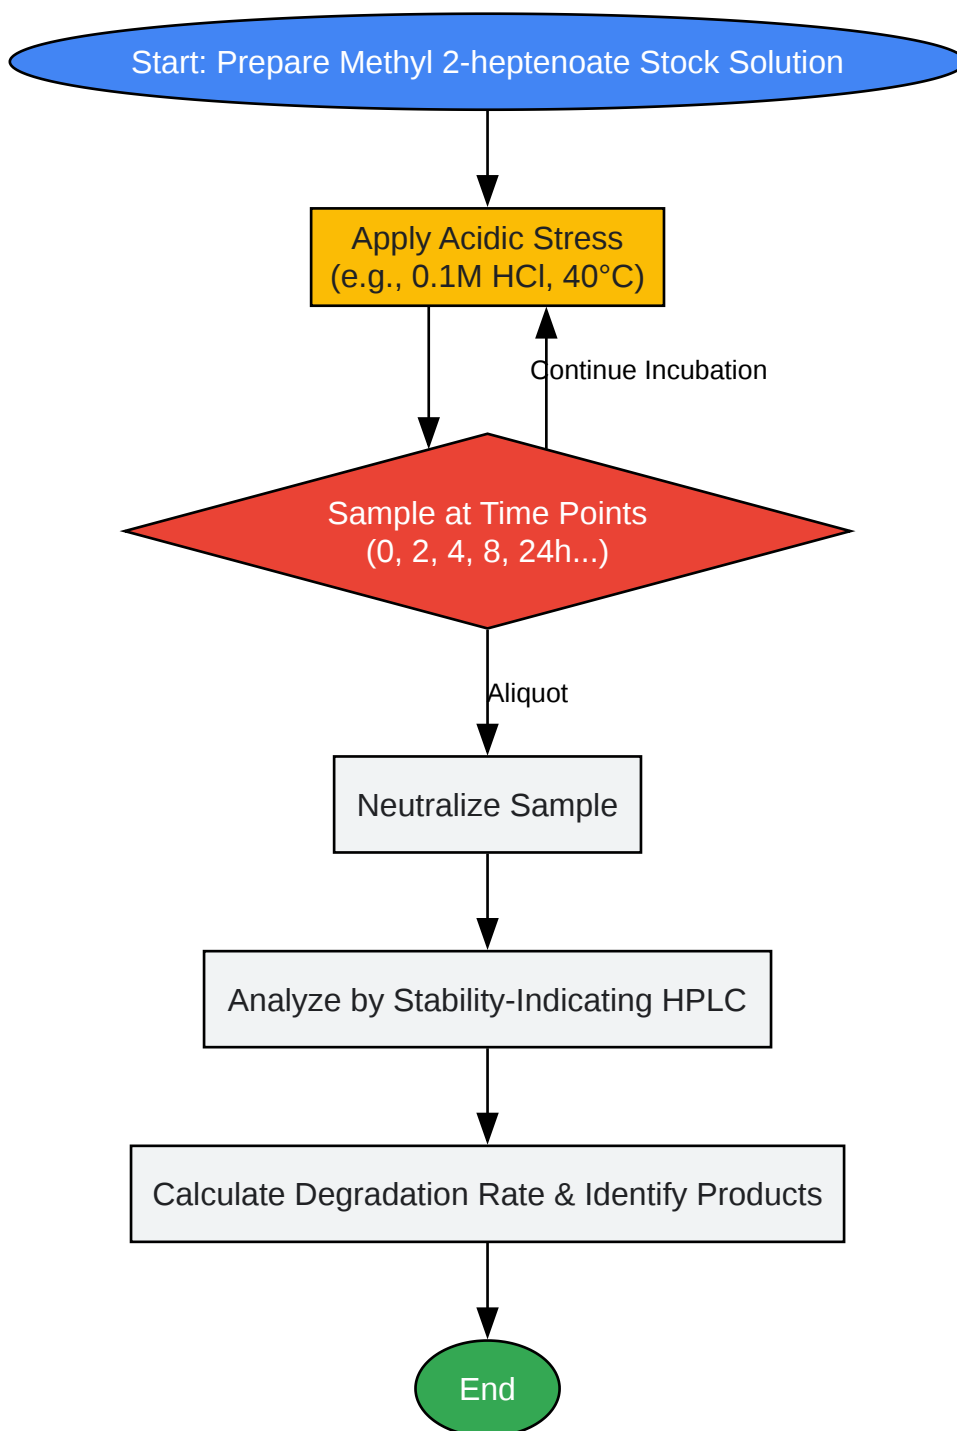 Start: Prepare Methyl 2-heptenoate Stock Solution
Apply Acidic Stress
(e.g., 0.1M HCl, 40°C)
Continue Incubation
Sample at Time Points
(0, 2, 4, 8, 24h...)
Aliquot
Neutralize Sample
Analyze by Stability-Indicating HPLC
Calculate Degradation Rate & Identify Products
End